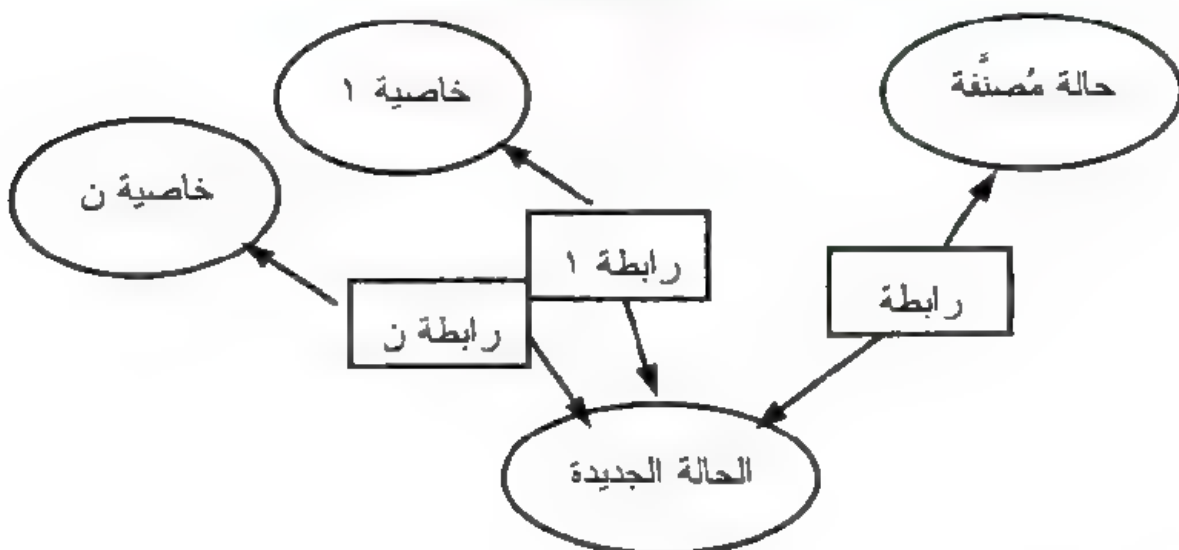 حالة مُصنَّفة
خاصية ١
خاصية ن
رابطة ١
رابطة
رابطة ن
الحالة الجديدة